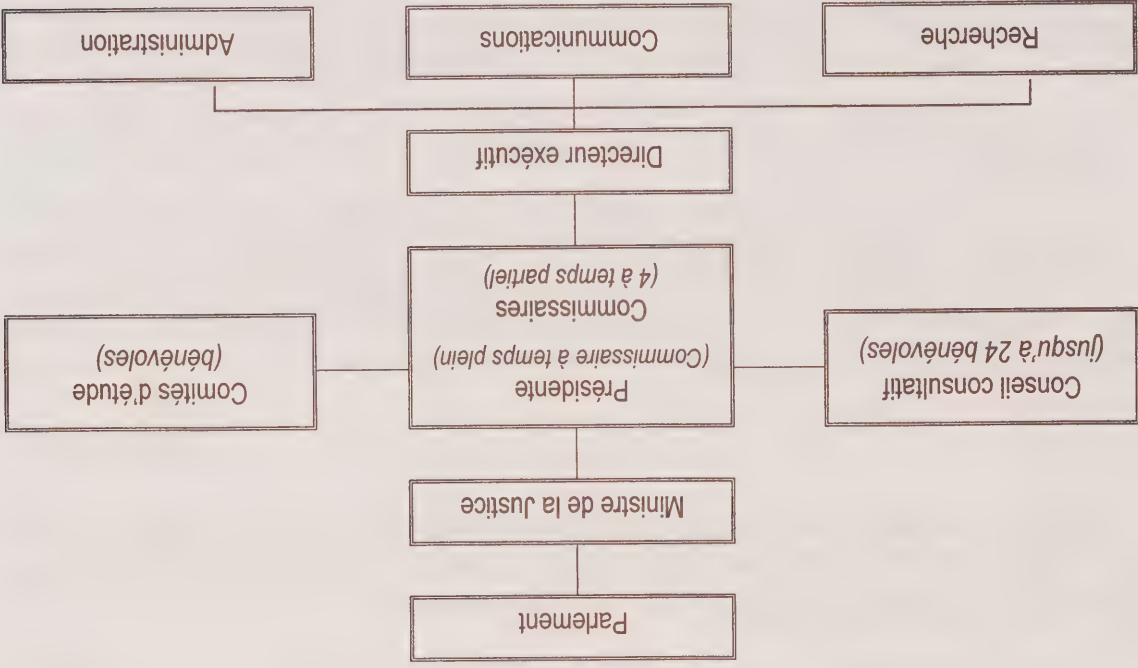 Parlement
Ministre de la Justice
Conseil consultatif
(jusqu'à 24 bénévoles)
Présidente
(Commissaire à temps plein)
Commissaires
(4 à temps partiel)
Comités d'étude
(bénévoles)
Directeur exécutif
Recherche
Communications
Administration